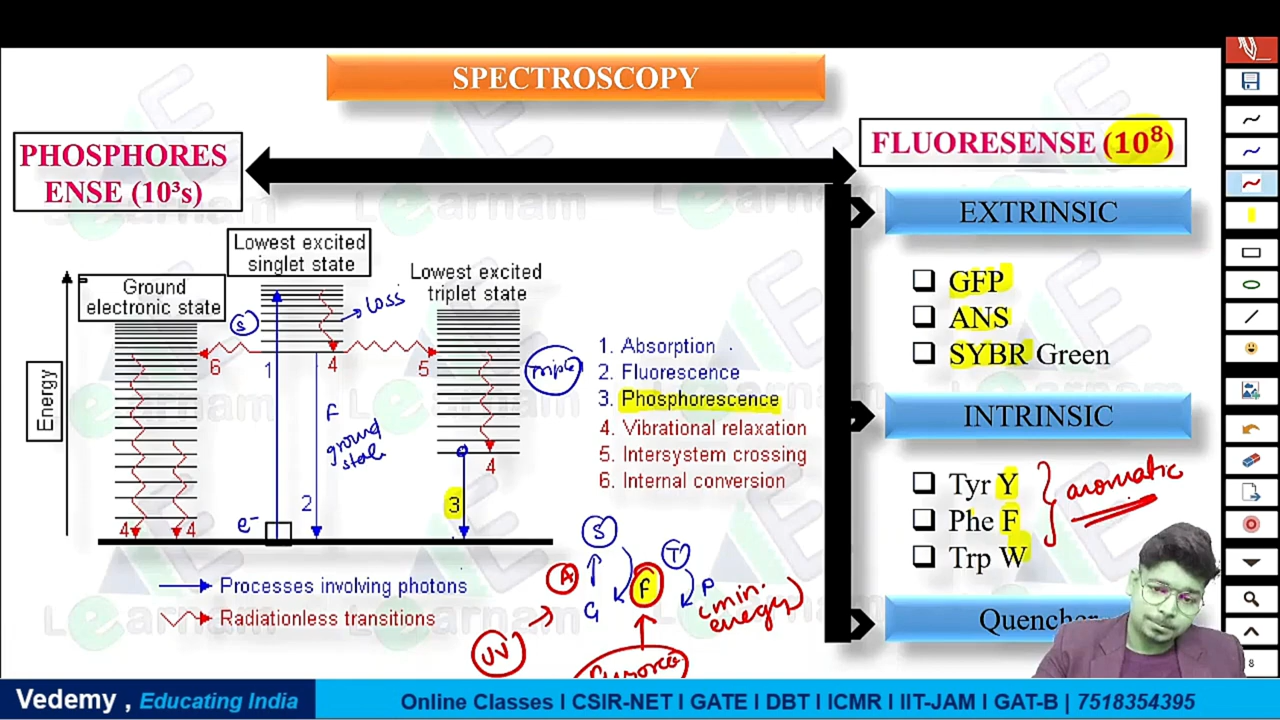 SPECTROSCOPY
PHOSPHORES
ENSE (10³s)
FLUORESENSE (10⁸)
EXTRINSIC
GFP
ANS
SYBR Green
INTRINSIC
Tyr Y
Phe F
Trp W
aromatic
Quencher
Lowest excited
singlet state
Ground
electronic state
Lowest excited
triplet state
Energy
S
loss
Triplet
6
1
4
5
F
ground
state
e-
2
4
4
4
3
1. Absorption
2. Fluorescence
3. Phosphorescence
4. Vibrational relaxation
5. Intersystem crossing
6. Internal conversion
Processes involving photons
Radiationless transitions
S
T
A
F
G
P
(min.
energy)
UV
Learnam
8
Vedemy , Educating India
Online Classes I CSIR-NET I GATE I DBT I ICMR I IIT-JAM I GAT-B I 7518354395